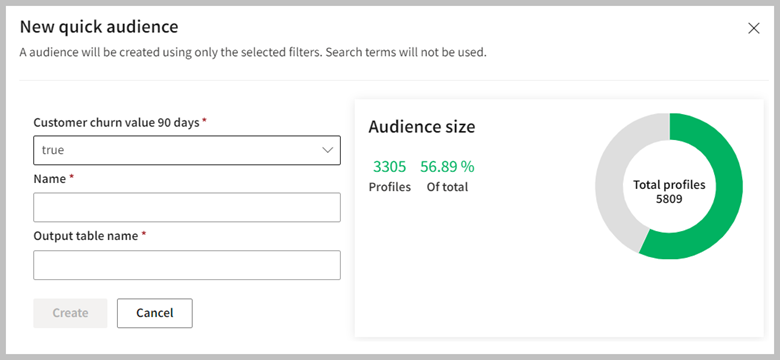 New quick audience
A audience will be created using only the selected filters. Search terms will not be used.
Customer churn value 90 days *
true
Name *
Output table name *
Create
Cancel
Audience size
3305 56.89 %
Profiles Of total
Total profiles
5809